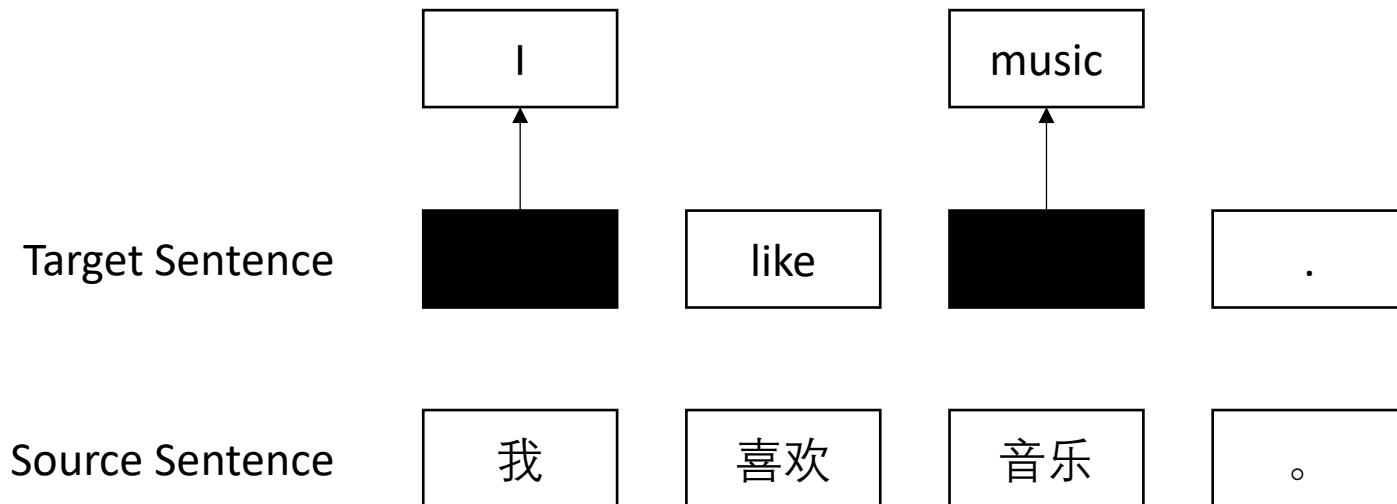 I music
Target Sentence like .
Source Sentence 我 喜欢 音乐 。